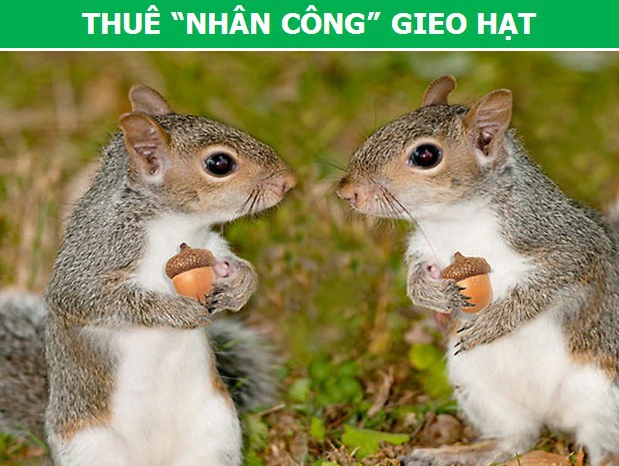 THUÊ “NHÂN CÔNG” GIEO HẠT